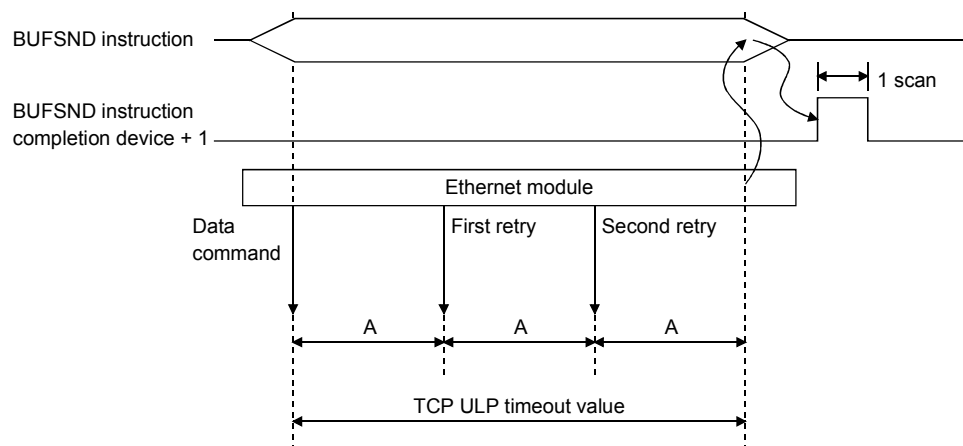 BUFSND instruction
1 scan
BUFSND instruction
completion device + 1
Ethernet module
Data
command
First retry
Second retry
A
A
A
TCP ULP timeout value